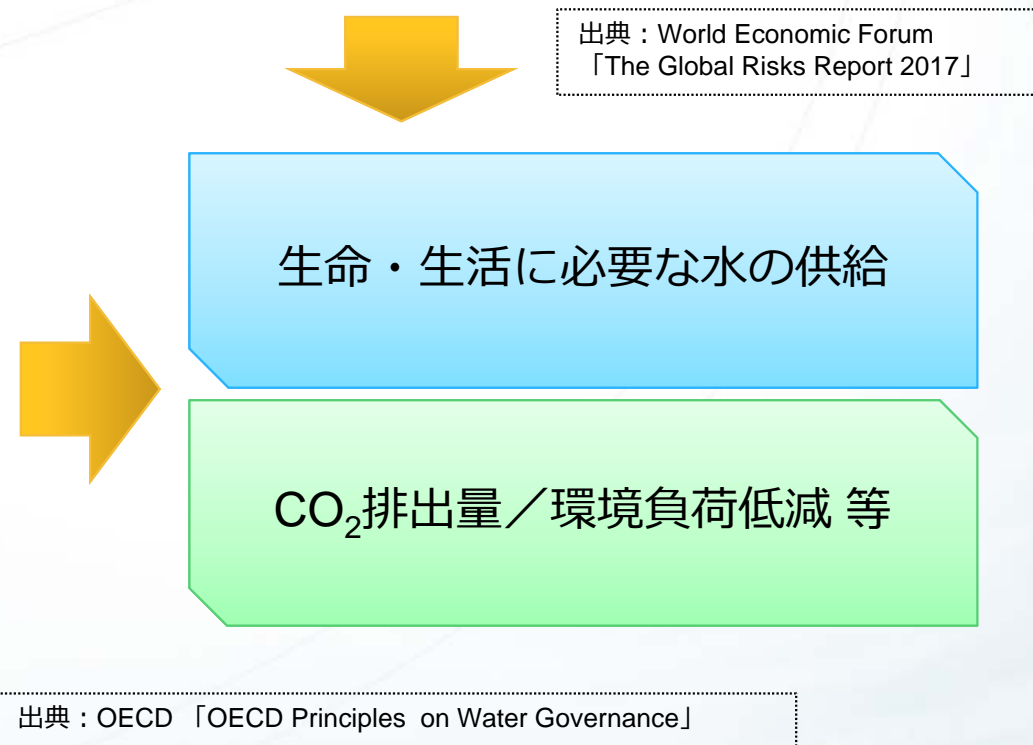 出典：World Economic Forum
「The Global Risks Report 2017」
生命・生活に必要な水の供給
CO₂排出量／環境負荷低減 等
出典：OECD 「OECD Principles on Water Governance」